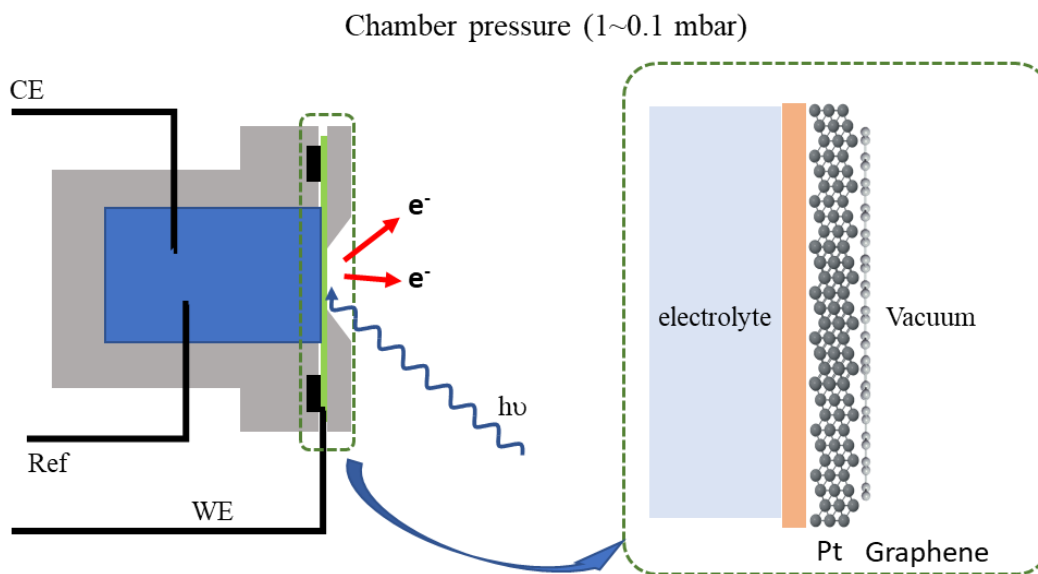 Chamber pressure (1~0.1 mbar)
CE
e-
e-
hυ
Ref
WE
electrolyte
Vacuum
Pt
Graphene